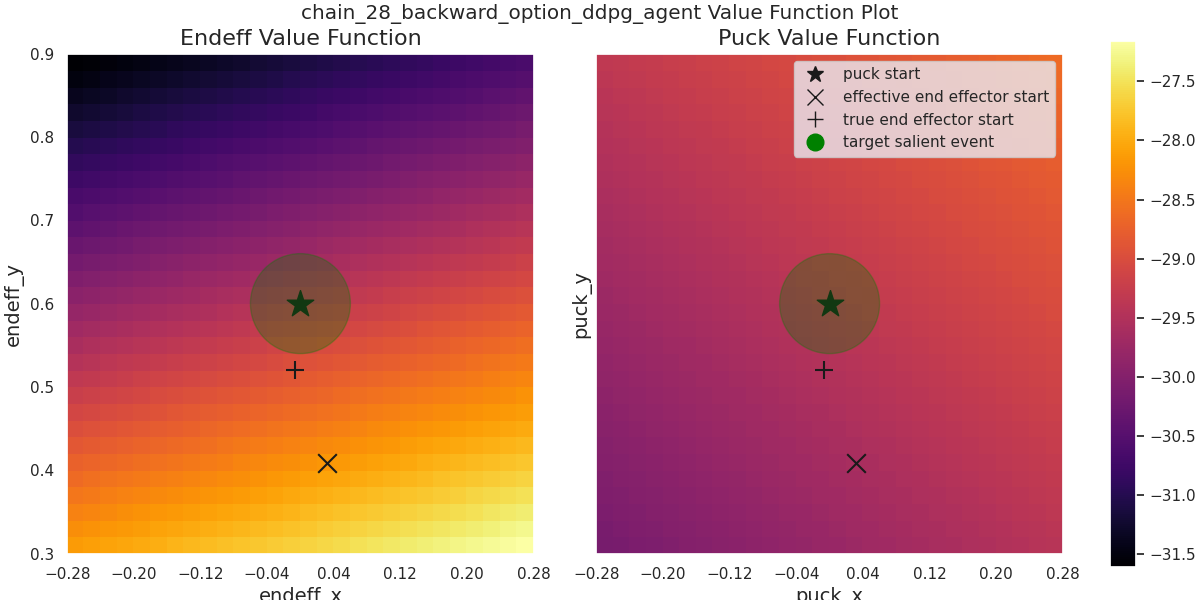 chain_28_backward_option_ddpg_agent Value Function Plot
Endeff Value Function
Puck Value Function
0.9
0.8
0.7
0.6
0.5
0.4
0.3
endeff_y
−0.28 −0.20 −0.12 −0.04 0.04 0.12 0.20 0.28
endeff_x
puck_y
puck start
effective end effector start
true end effector start
target salient event
−0.28 −0.20 −0.12 −0.04 0.04 0.12 0.20 0.28
puck_x
−27.5
−28.0
−28.5
−29.0
−29.5
−30.0
−30.5
−31.0
−31.5